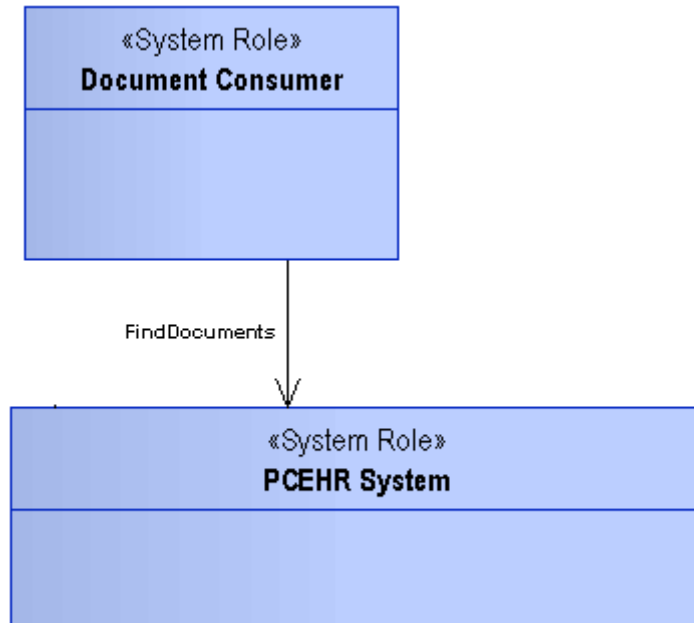 «System Role»
Document Consumer
FindDocuments
«System Role»
PCEHR System